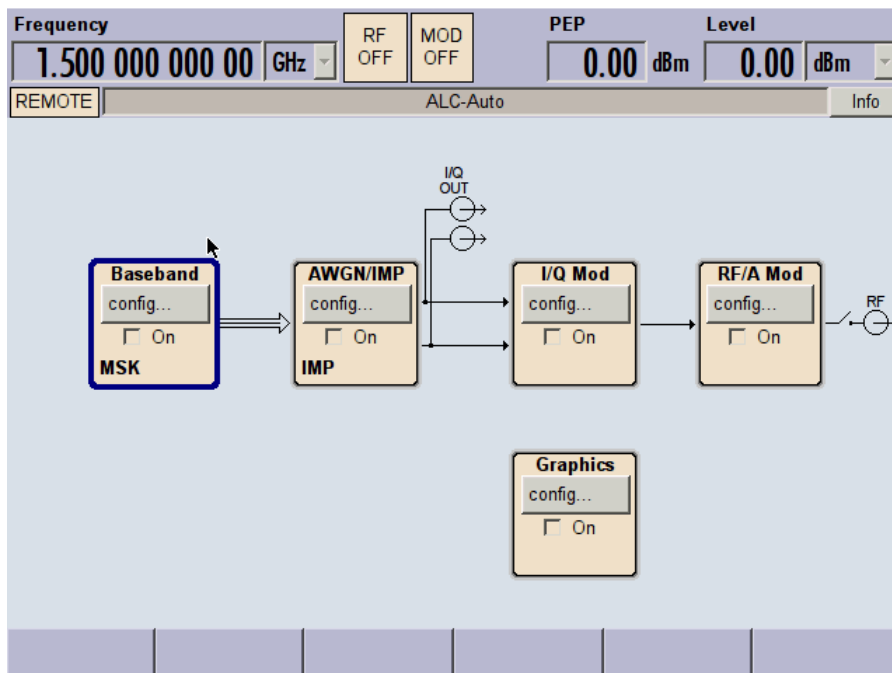 Frequency
1.500 000 000 00 GHz
RF
OFF
MOD
OFF
PEP
0.00 dBm
Level
0.00 dBm
REMOTE
ALC-Auto
Info
I/Q
OUT
Baseband
config...
On
MSK
AWGN/IMP
config...
On
IMP
I/Q Mod
config...
On
RF/A Mod
config...
On
RF
Graphics
config...
On